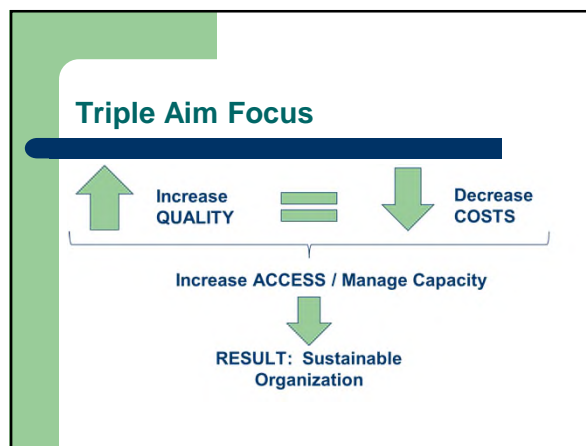 Triple Aim Focus
Increase
QUALITY
Decrease
COSTS
Increase ACCESS / Manage Capacity
RESULT: Sustainable
Organization